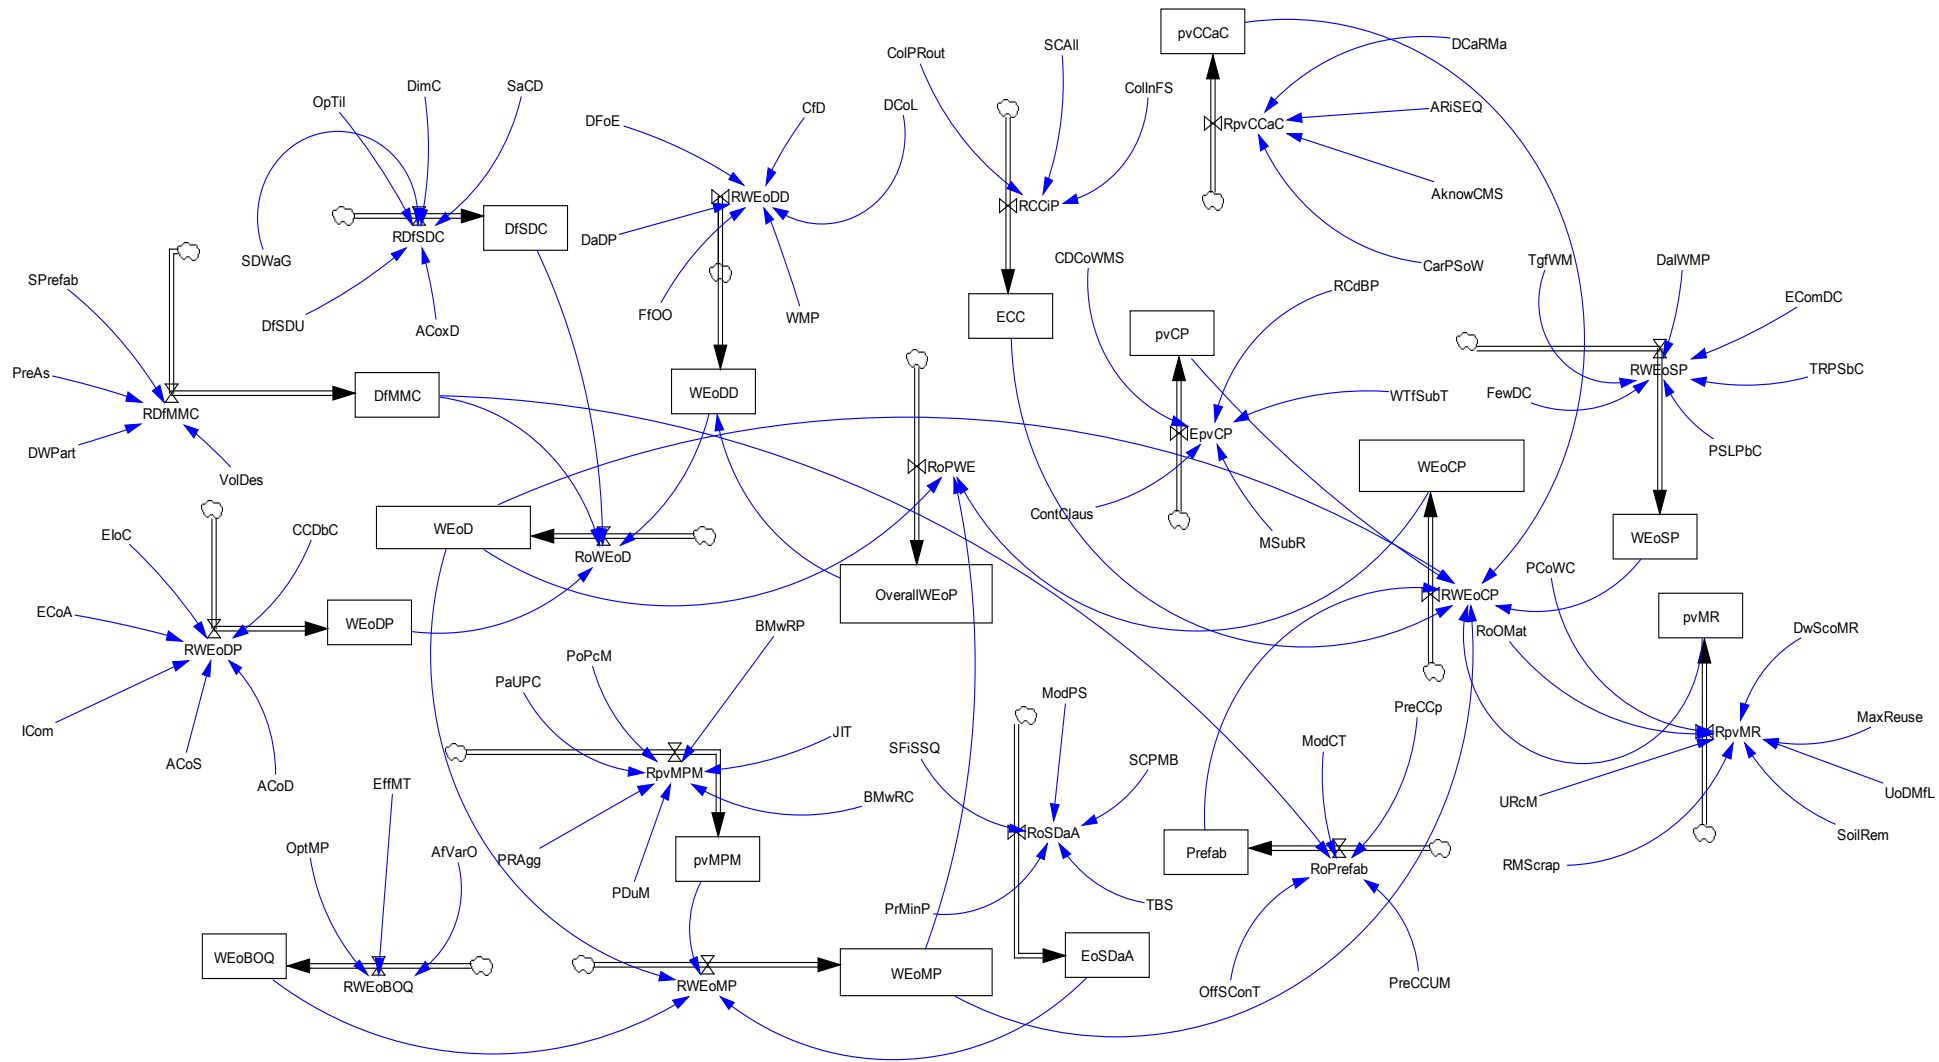 pvCCaC
DCaRMa
SCAll
ColPRout
DimC
SaCD
OpTil
ColInFS
CfD
DCoL
ARiSEQ
DFoE
RpvCCaC
AknowCMS
RWEoDD
RCCiP
DfSDC
RDfSDC
DaDP
SDWaG
CDCoWMS
CarPSoW
TgfWM
DaIWMP
SPrefab
RCdBP
EComDC
FfOO
WMP
ECC
DfSDU
ACoxD
pvCP
RWEoSP
TRPSbC
PreAs
WEoDD
DfMMC
WTfSubT
FewDC
RDfMMC
EpvCP
DWPart
PSLPbC
RoPWE
WEoCP
VolDes
ContClaus
WEoD
EIoC
CCDbC
MSubR
WEoSP
RoWEoD
PCoWC
OverallWEoP
RWEoCP
ECoA
WEoDP
pvMR
BMwRP
RoOMat
DwScoMR
RWEoDP
PoPcM
PaUPC
ModPS
PreCCp
ICom
MaxReuse
JIT
ModCT
RpvMR
SFiSSQ
SCPMB
ACoS
RpvMPM
ACoD
EffMT
BMwRC
URcM
UoDMfL
RoSDaA
SoilRem
OptMP
AfVarO
PRAgg
pvMPM
Prefab
RMScrap
RoPrefab
PDuM
PrMinP
TBS
WEoBOQ
EoSDaA
WEoMP
RWEoBOQ
RWEoMP
OffSConT
PreCCUM